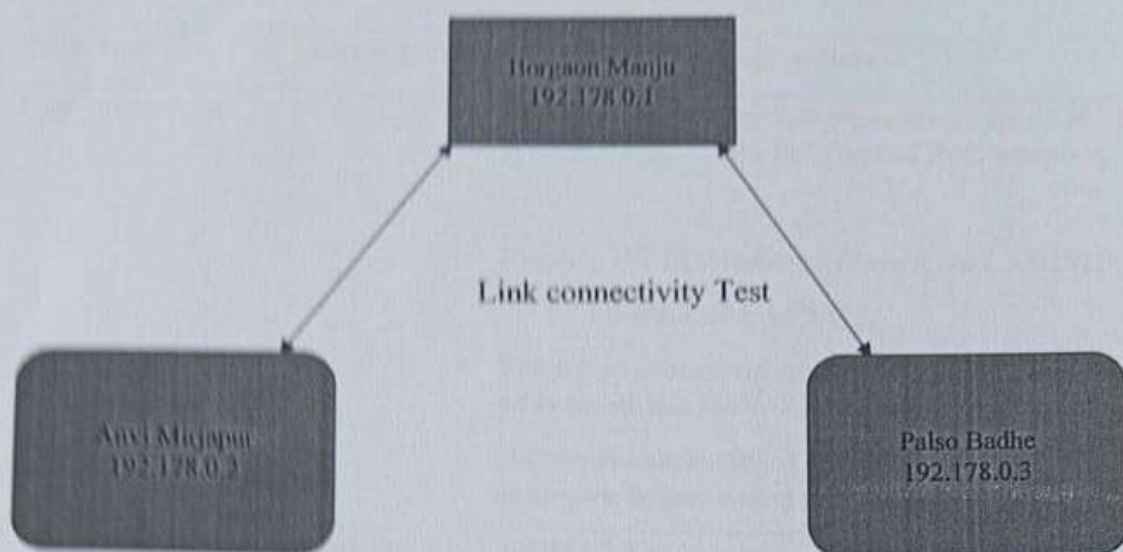 Borgaon Manju
192.178.0.1
Link connectivity Test
Anvi Mirjapur
192.178.0.2
Palso Badhe
192.178.0.3